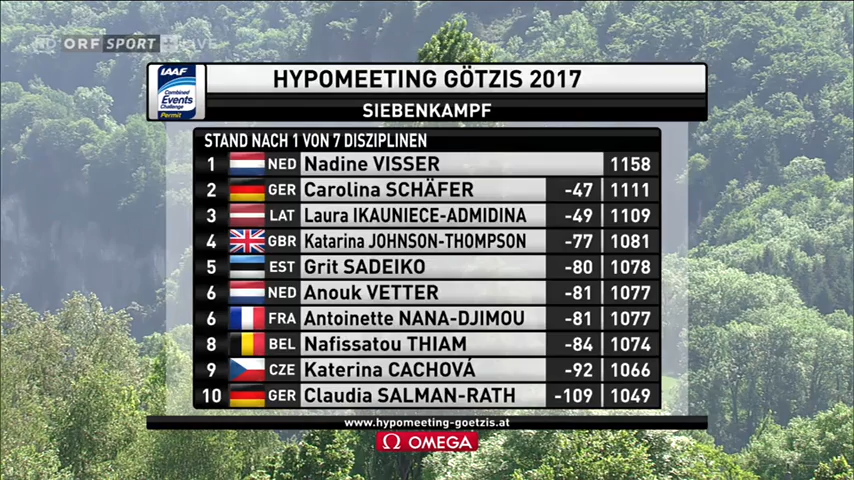 HD ORF SPORT + LIVE
IAAF
Combined
Events
Challenge
Permit
HYPOMEETING GÖTZIS 2017
SIEBENKAMPF
STAND NACH 1 VON 7 DISZIPLINEN
1 NED Nadine VISSER 1158
2 GER Carolina SCHÄFER -47 1111
3 LAT Laura IKAUNIECE-ADMIDINA -49 1109
4 GBR Katarina JOHNSON-THOMPSON -77 1081
5 EST Grit SADEIKO -80 1078
6 NED Anouk VETTER -81 1077
6 FRA Antoinette NANA-DJIMOU -81 1077
8 BEL Nafissatou THIAM -84 1074
9 CZE Katerina CACHOVÁ -92 1066
10 GER Claudia SALMAN-RATH -109 1049
www.hypomeeting-goetzis.at
Ω OMEGA